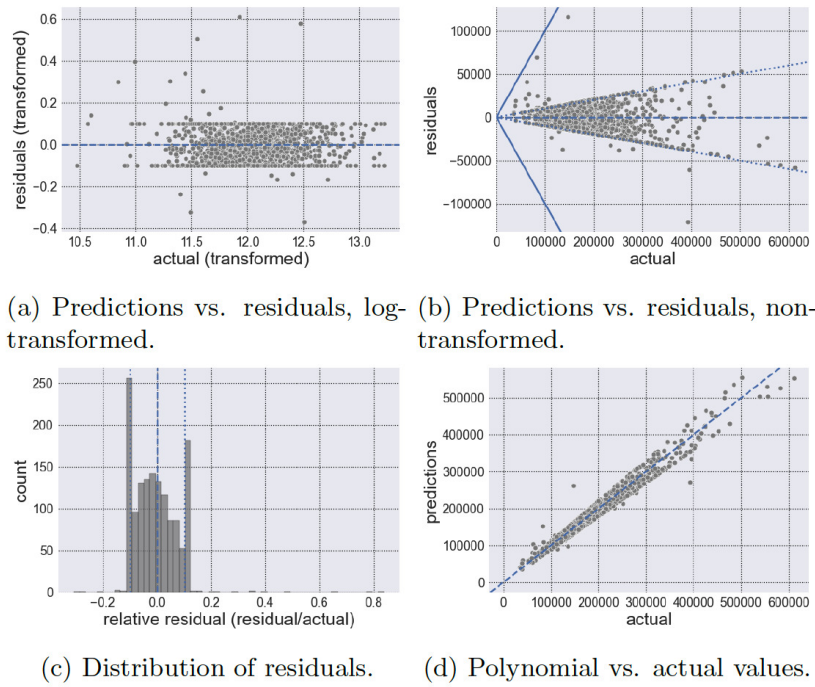 0.6
0.4
0.2
0.0
−0.2
−0.4
residuals (transformed)
10.5 11.0 11.5 12.0 12.5 13.0
actual (transformed)
100000
50000
0
−50000
−100000
residuals
0 100000 200000 300000 400000 500000 600000
actual
(a) Predictions vs. residuals, log-
transformed.
(b) Predictions vs. residuals, non-
transformed.
250
200
150
100
50
0
count
−0.2 0.0 0.2 0.4 0.6 0.8
relative residual (residual/actual)
500000
400000
300000
200000
100000
0
predictions
0 100000 200000 300000 400000 500000 600000
actual
(c) Distribution of residuals.
(d) Polynomial vs. actual values.